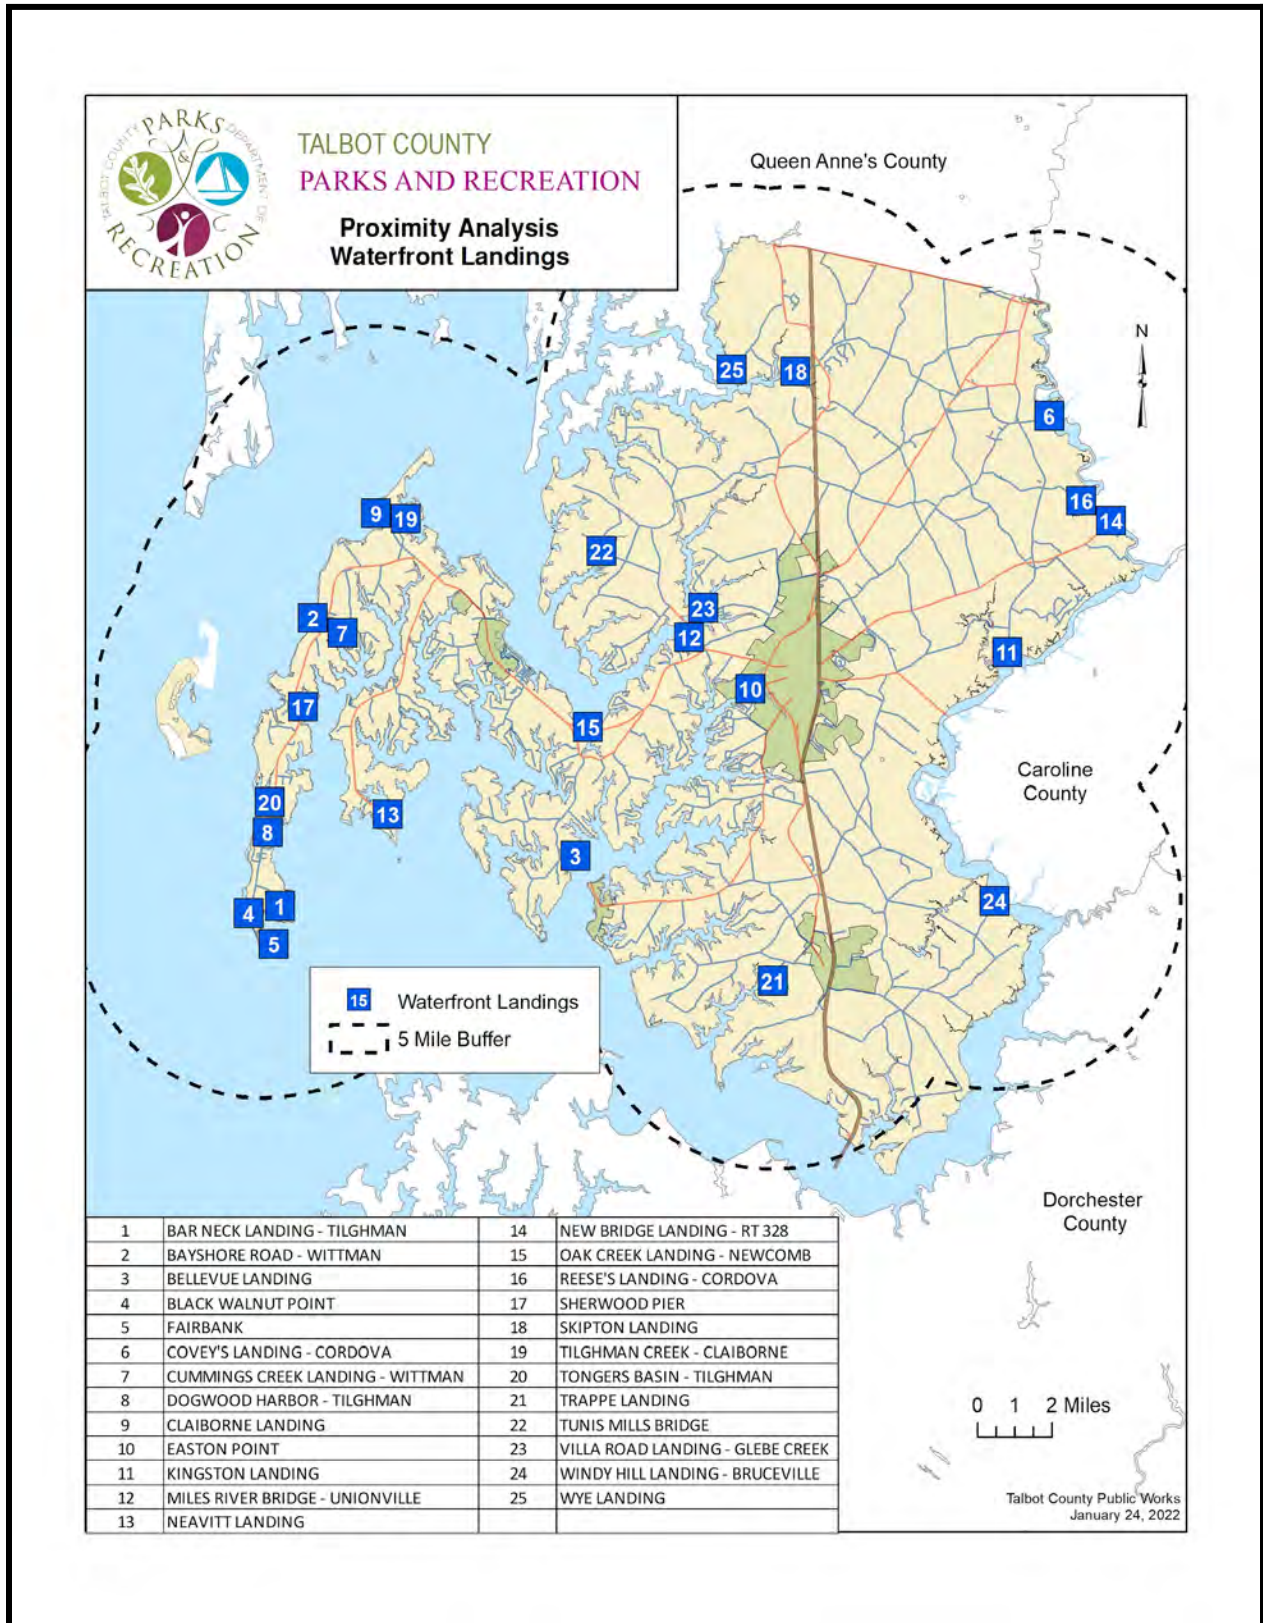 TALBOT COUNTY DEPARTMENT OF
PARKS
&
RECREATION
TALBOT COUNTY
PARKS AND RECREATION
Proximity Analysis
Waterfront Landings
Queen Anne's County
N
25
18
6
16
14
9
19
22
23
2
7
12
11
10
17
15
Caroline
County
20
13
8
3
24
1
4
5
21
15 Waterfront Landings
5 Mile Buffer
Dorchester
County
1 BAR NECK LANDING - TILGHMAN 14 NEW BRIDGE LANDING - RT 328
2 BAYSHORE ROAD - WITTMAN 15 OAK CREEK LANDING - NEWCOMB
3 BELLEVUE LANDING 16 REESE'S LANDING - CORDOVA
4 BLACK WALNUT POINT 17 SHERWOOD PIER
5 FAIRBANK 18 SKIPTON LANDING
6 COVEY'S LANDING - CORDOVA 19 TILGHMAN CREEK - CLAIBORNE
7 CUMMINGS CREEK LANDING - WITTMAN 20 TONGERS BASIN - TILGHMAN
8 DOGWOOD HARBOR - TILGHMAN 21 TRAPPE LANDING
9 CLAIBORNE LANDING 22 TUNIS MILLS BRIDGE
10 EASTON POINT 23 VILLA ROAD LANDING - GLEBE CREEK
11 KINGSTON LANDING 24 WINDY HILL LANDING - BRUCEVILLE
12 MILES RIVER BRIDGE - UNIONVILLE 25 WYE LANDING
13 NEAVITT LANDING
0 1 2 Miles
Talbot County Public Works
January 24, 2022